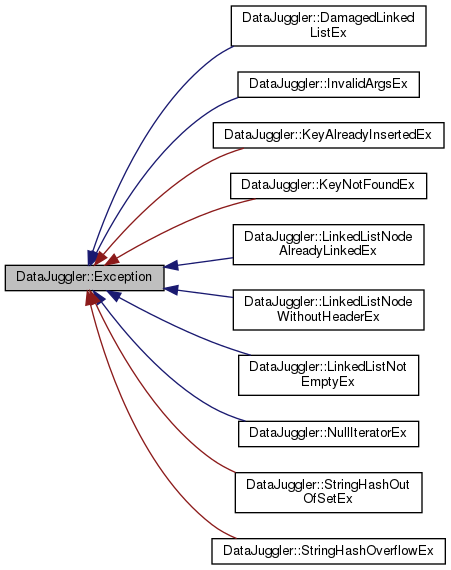 DataJuggler::DamagedLinked
ListEx
DataJuggler::InvalidArgsEx
DataJuggler::KeyAlreadyInsertedEx
DataJuggler::KeyNotFoundEx
DataJuggler::LinkedListNode
AlreadyLinkedEx
DataJuggler::Exception
DataJuggler::LinkedListNode
WithoutHeaderEx
DataJuggler::LinkedListNot
EmptyEx
DataJuggler::NullIteratorEx
DataJuggler::StringHashOut
OfSetEx
DataJuggler::StringHashOverflowEx